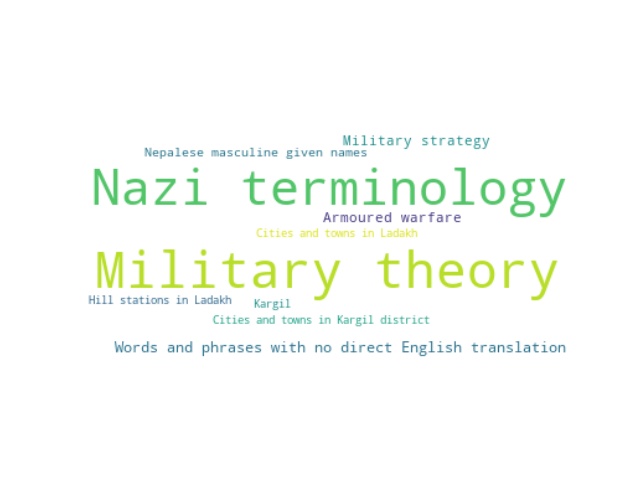 Military strategy
Nepalese masculine given names
Nazi terminology
Armoured warfare
Cities and towns in Ladakh
Military theory
Hill stations in Ladakh
Kargil
Cities and towns in Kargil district
Words and phrases with no direct English translation